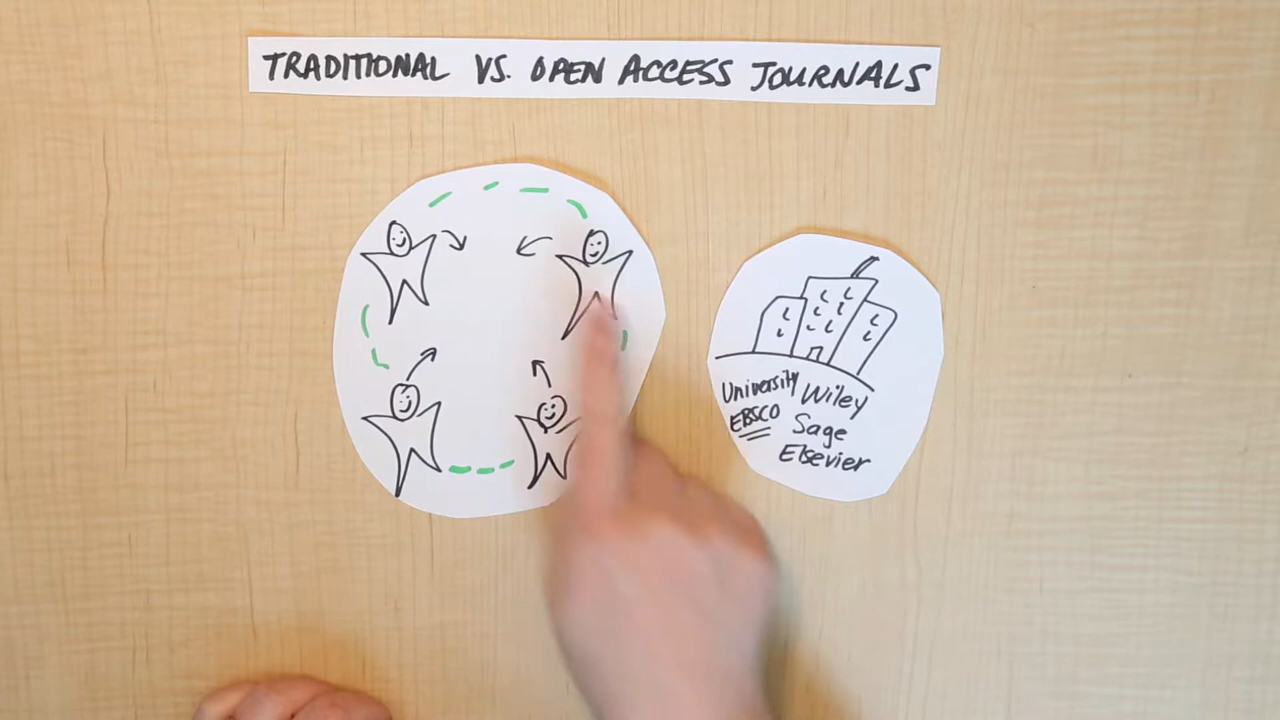 TRADITIONAL VS. OPEN ACCESS JOURNALS
University Wiley
EBSCO Sage
Elsevier